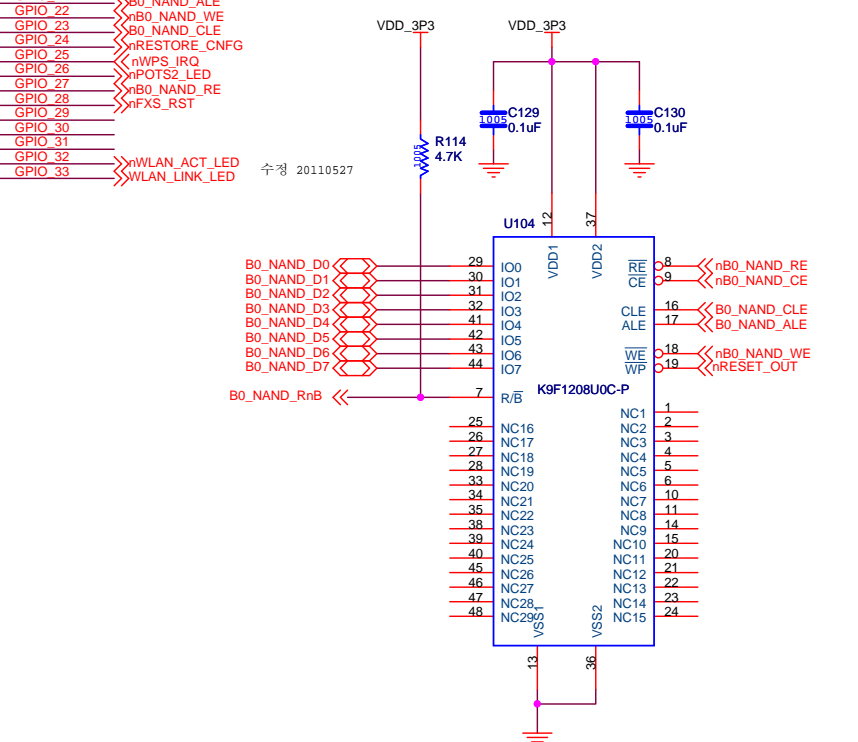 B0_NAND_ALE
GPIO_22 nB0_NAND_WE
GPIO_23 B0_NAND_CLE
GPIO_24 nRESTORE_CNFG
GPIO_25 nWPS_IRQ
GPIO_26 nPOTS2_LED
GPIO_27 nB0_NAND_RE
GPIO_28 nFXS_RST
GPIO_29
GPIO_30
GPIO_31
GPIO_32 nWLAN_ACT_LED
GPIO_33 WLAN_LINK_LED
수정 20110527
VDD_3P3
VDD_3P3
R114
4.7K
1005
C129
1005
0.1uF
C130
1005
0.1uF
U104
12
37
VDD1
VDD2
B0_NAND_D0 29 IO0
B0_NAND_D1 30 IO1
B0_NAND_D2 31 IO2
B0_NAND_D3 32 IO3
B0_NAND_D4 41 IO4
B0_NAND_D5 42 IO5
B0_NAND_D6 43 IO6
B0_NAND_D7 44 IO7
B0_NAND_RnB 7 R/B
RE 8 nB0_NAND_RE
CE 9 nB0_NAND_CE
CLE 16 B0_NAND_CLE
ALE 17 B0_NAND_ALE
WE 18 nB0_NAND_WE
WP 19 nRESET_OUT
K9F1208U0C-P
25 NC16
26 NC17
27 NC18
28 NC19
33 NC20
34 NC21
35 NC22
38 NC23
39 NC24
40 NC25
45 NC26
46 NC27
47 NC28
48 NC29
NC1 1
NC2 2
NC3 3
NC4 4
NC5 5
NC6 6
NC7 10
NC8 11
NC9 14
NC10 15
NC11 20
NC12 21
NC13 22
NC14 23
NC15 24
VSS1
VSS2
13
36